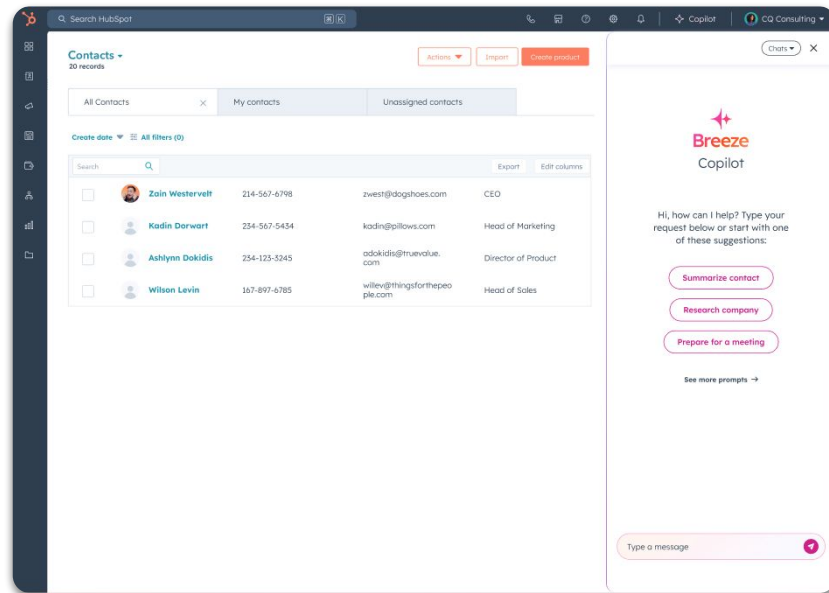 Search HubSpot
⌘ K
Copilot
CQ Consulting
Contacts
20 records
Actions
Import
Create product
All Contacts
My contacts
Unassigned contacts
Create date
All filters (0)
Search
Export
Edit columns
Zain Westervelt 214-567-6798 zwest@dogshoes.com CEO
Kadin Dorwart 234-567-5434 kadin@pillows.com Head of Marketing
Ashlynn Dokidis 234-123-3245 adokidis@truevalue.
com Director of Product
Wilson Levin 167-897-6785 willev@thingsforthepeo
ple.com Head of Sales
Chats
Breeze
Copilot
Hi, how can I help? Type your
request below or start with one
of these suggestions:
Summarize contact
Research company
Prepare for a meeting
See more prompts →
Type a message